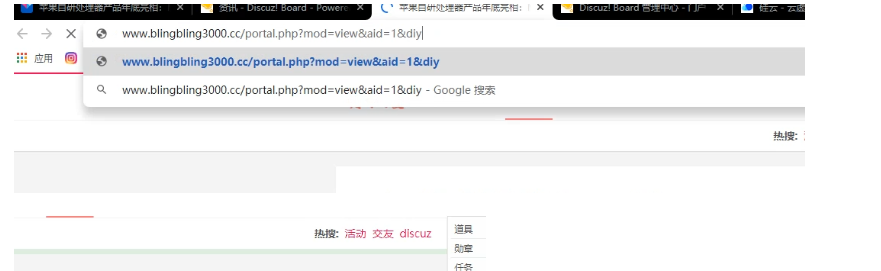 苹果自研处理器产品年底亮相：
资讯 - Discuz! Board - Powere
苹果自研处理器产品年底亮相：
Discuz! Board 管理中心 - 门户
硅云 - 云虚
www.blingbling3000.cc/portal.php?mod=view&aid=1&diy
应用
www.blingbling3000.cc/portal.php?mod=view&aid=1&diy
www.blingbling3000.cc/portal.php?mod=view&aid=1&diy - Google 搜索
热搜:
热搜: 活动 交友 discuz
道具
勋章
任务